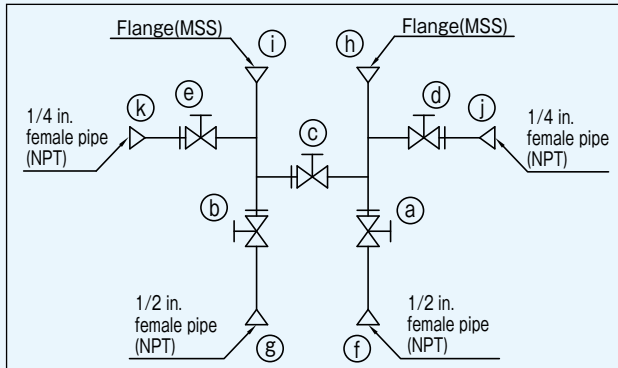 Flange(MSS)
i
h
Flange(MSS)
k
e
d
j
1/4 in.
female pipe
(NPT)
1/4 in.
female pipe
(NPT)
c
b
a
1/2 in.
female pipe
(NPT)
g
f
1/2 in.
female pipe
(NPT)